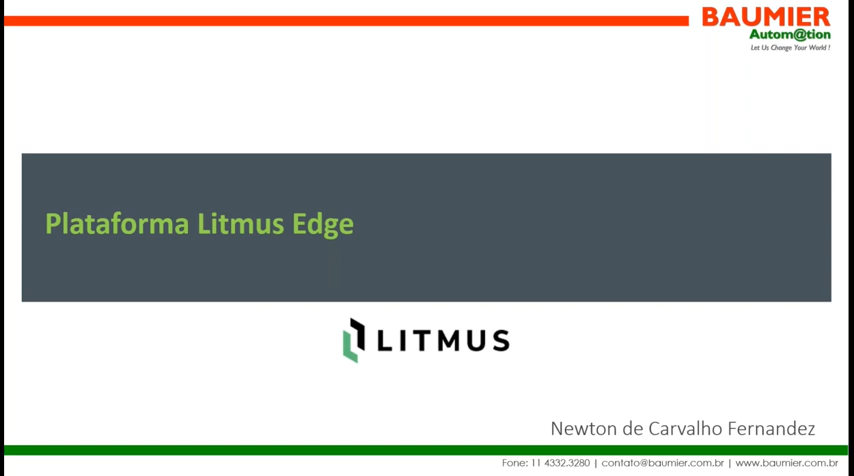 BAUMIER
Autom@tion
Let Us Change Your World !
Plataforma Litmus Edge
LITMUS
Newton de Carvalho Fernandez
Fone: 11 4332.3280 | contato@baumier.com.br | www.baumier.com.br